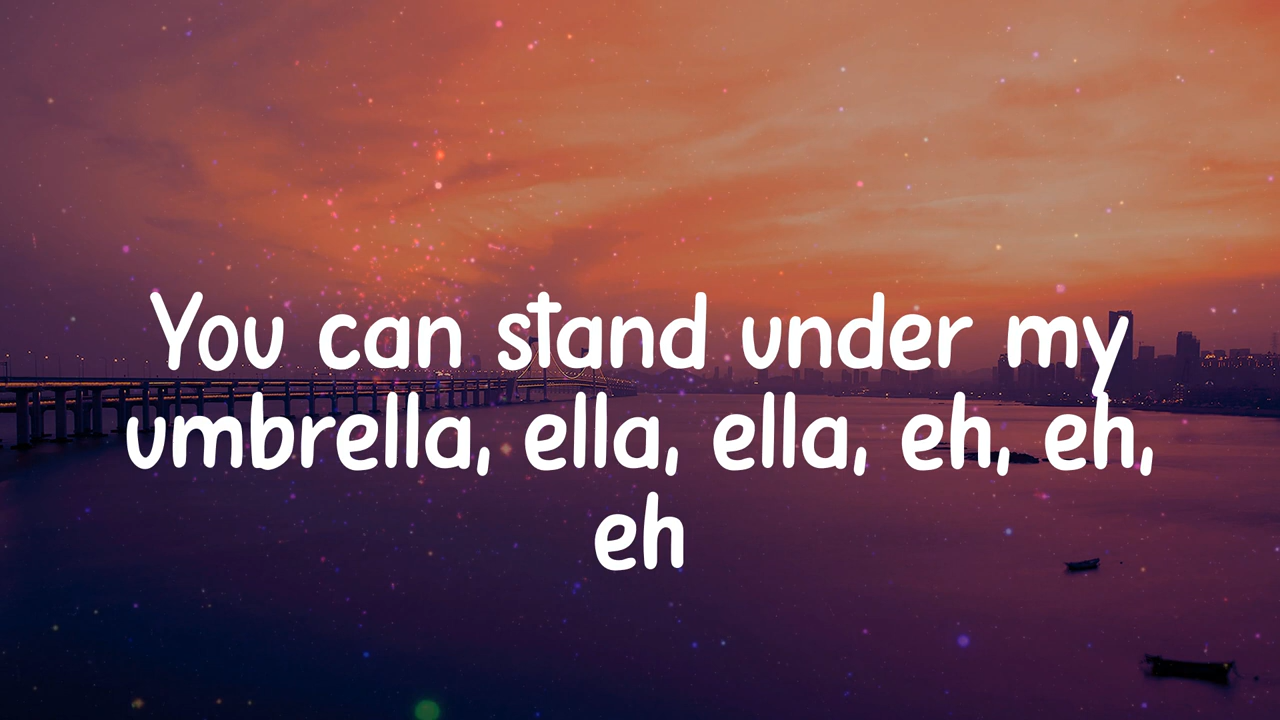 You can stand under my
umbrella, ella, ella, eh, eh,
eh